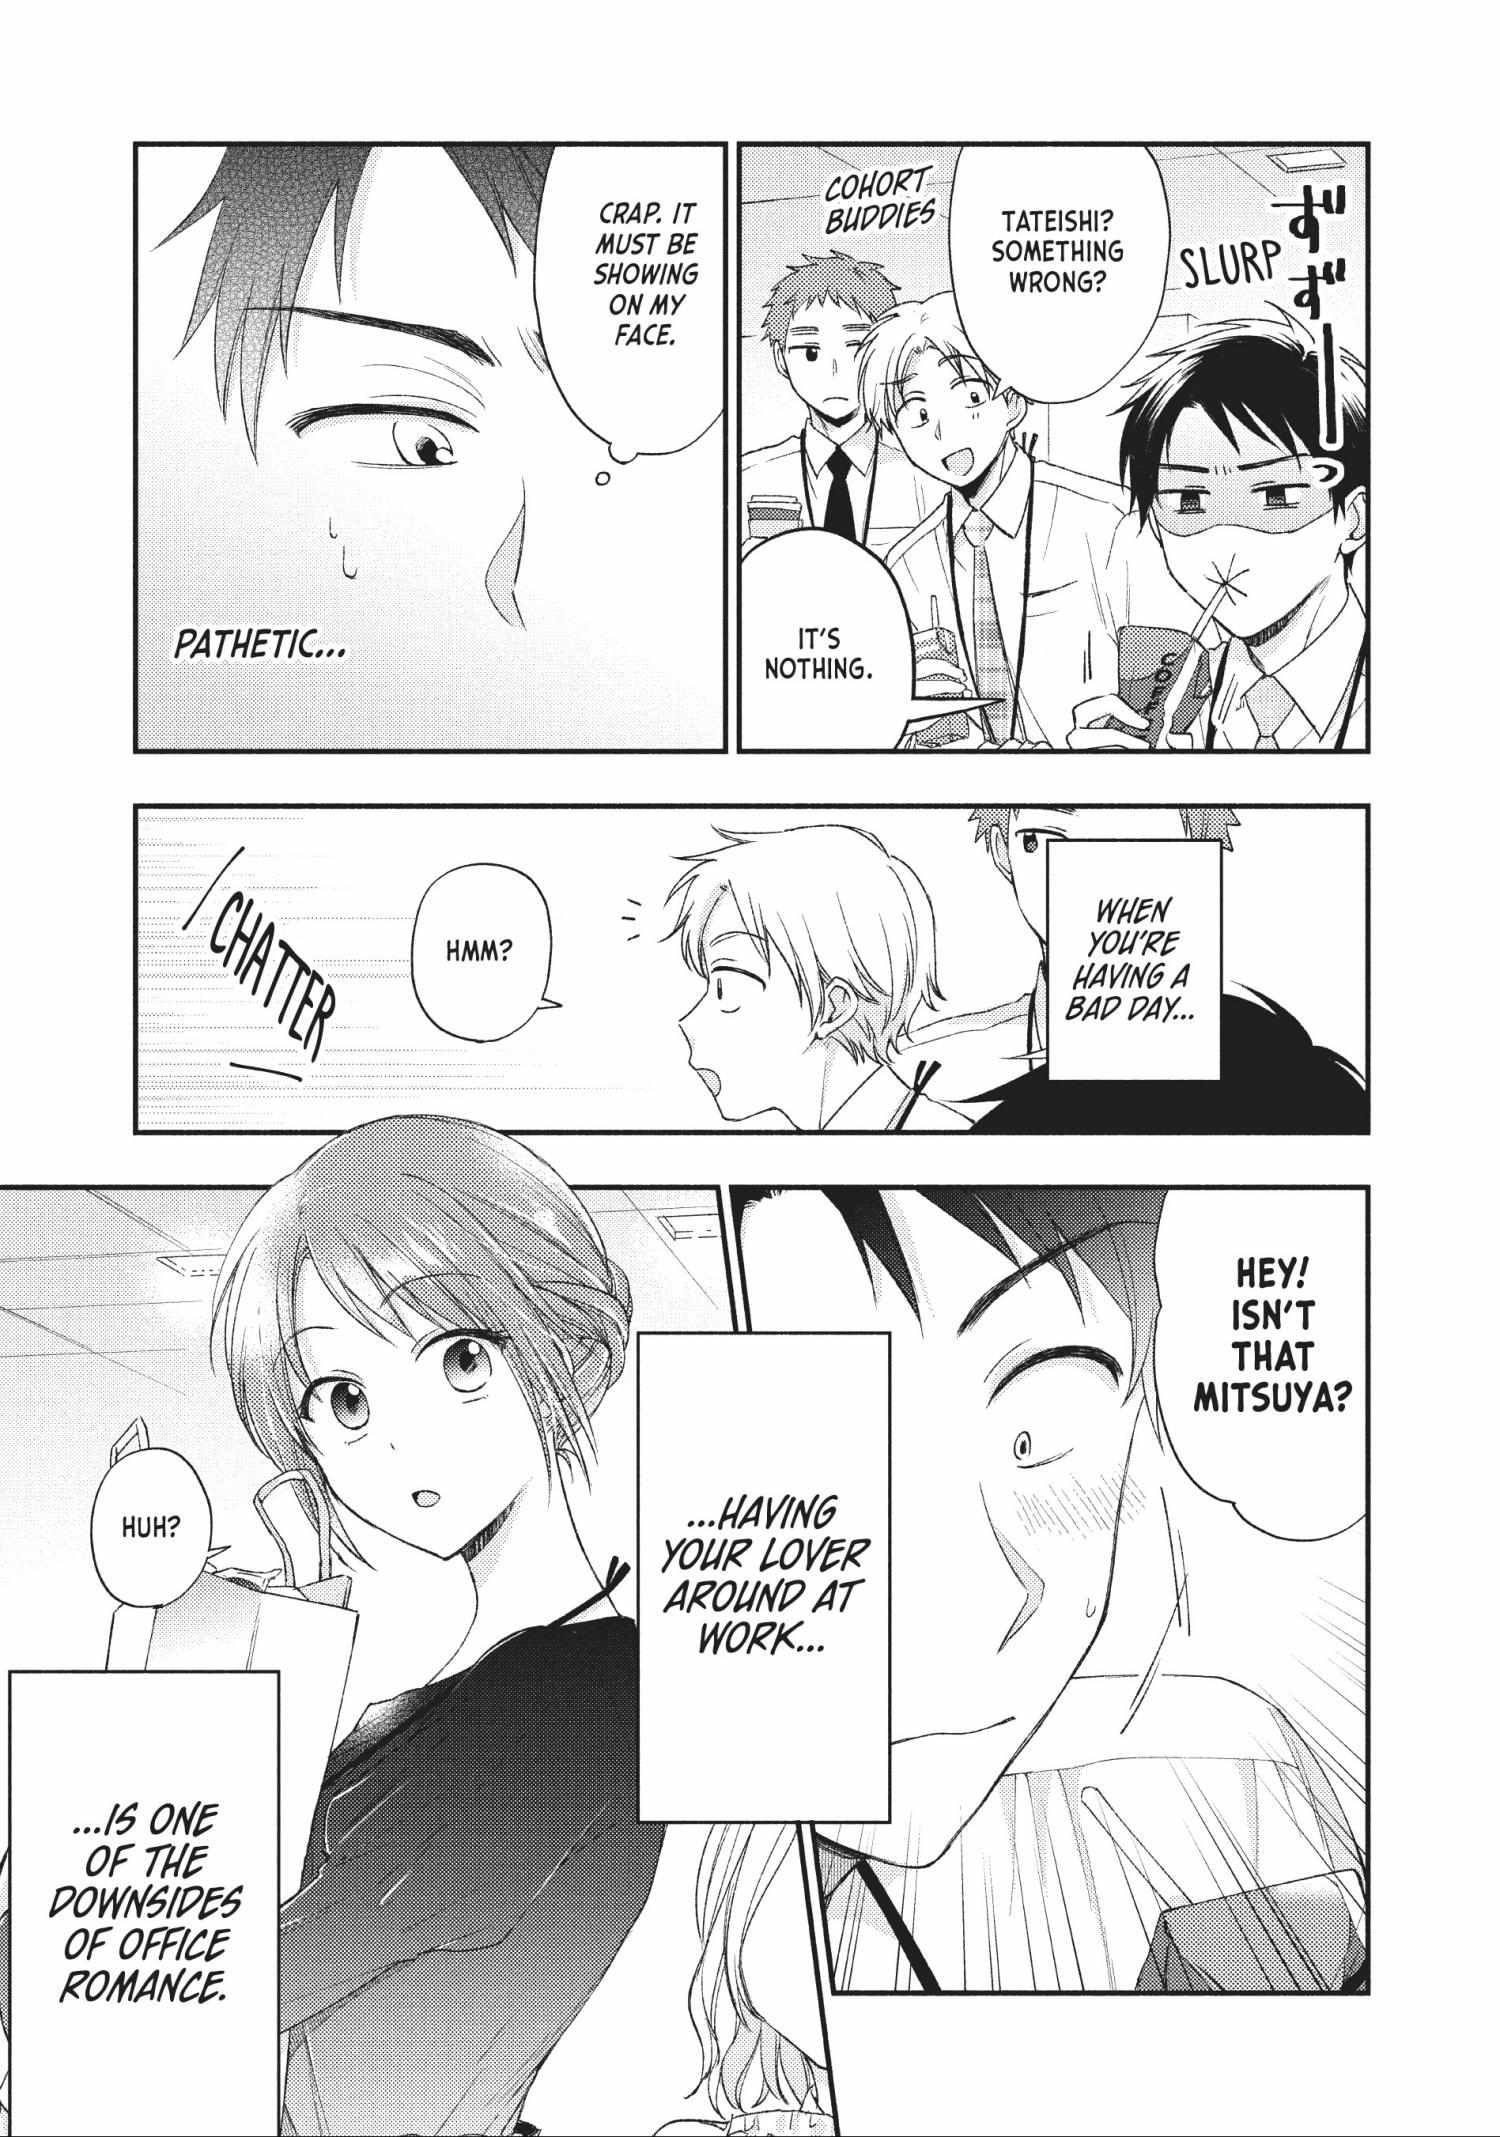 COHORT
BUDDIES
TATEISHI?
SOMETHING
WRONG?
SLURP
ずずーっ
IT'S
NOTHING.
COFF
CRAP. IT
MUST BE
SHOWING
ON MY
FACE.
PATHETIC...
WHEN
YOU'RE
HAVING A
BAD DAY...
HMM?
CHATTER
HEY!
ISN'T
THAT
MITSUYA?
...HAVING
YOUR LOVER
AROUND AT
WORK...
HUH?
...IS ONE
OF THE
DOWNSIDES
OF OFFICE
ROMANCE.